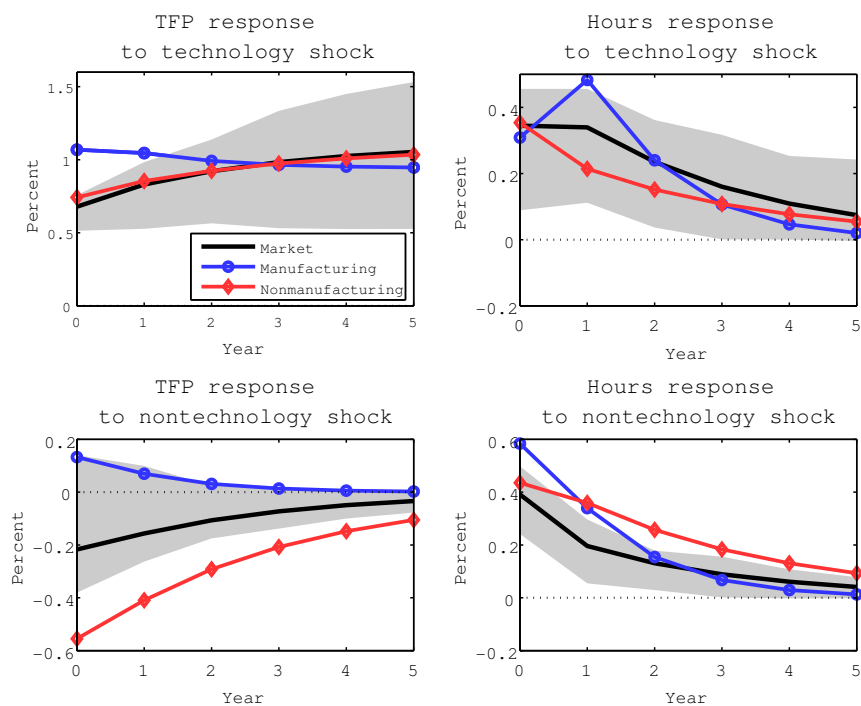 TFP response
to technology shock
1.5
1
0.5
0
Percent
Market
Manufacturing
Nonmanufacturing
0 1 2 3 4 5
Year
Hours response
to technology shock
0.4
0.2
0
-0.2
Percent
0 1 2 3 4 5
Year
TFP response
to nontechnology shock
0.2
0
-0.2
-0.4
-0.6
Percent
0 1 2 3 4 5
Year
Hours response
to nontechnology shock
0.6
0.4
0.2
0
-0.2
Percent
0 1 2 3 4 5
Year